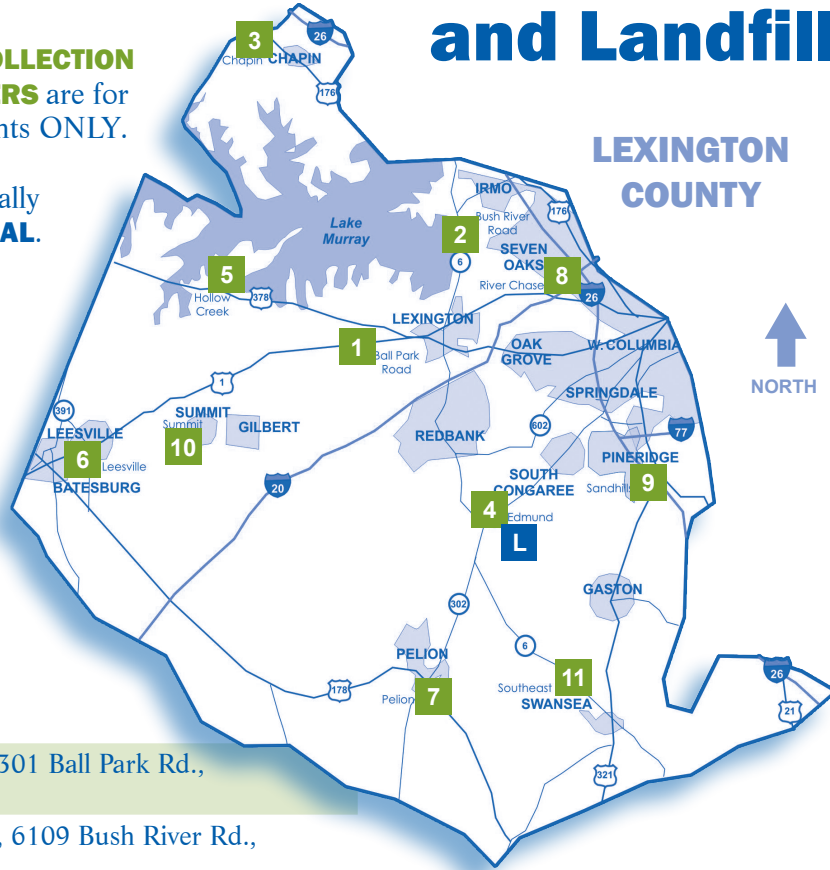 and Landfill
OLLECTION
ERS are for
nts ONLY.
ally
AL.
LEXINGTON
COUNTY
3
26
Chapin CHAPIN
176
IRMO
176
Bush River
Road
Lake
Murray
2
SEVEN
OAKS
6
5
8
River Chase
26
Hollow
Creek
378
LEXINGTON
1
Ball Park
Road
OAK
GROVE
W. COLUMBIA
NORTH
1
SPRINGDALE
391
SUMMIT
Summit
GILBERT
602
77
LEESVILLE
REDBANK
10
6
Leesville
PINERIDGE
SOUTH
CONGAREE
Sandhills
9
BATESBURG
20
4
Edmund
L
GASTON
302
6
PELION
178
Pelion
7
Southeast
11
SWANSEA
26
21
321
301 Ball Park Rd.,
, 6109 Bush River Rd.,